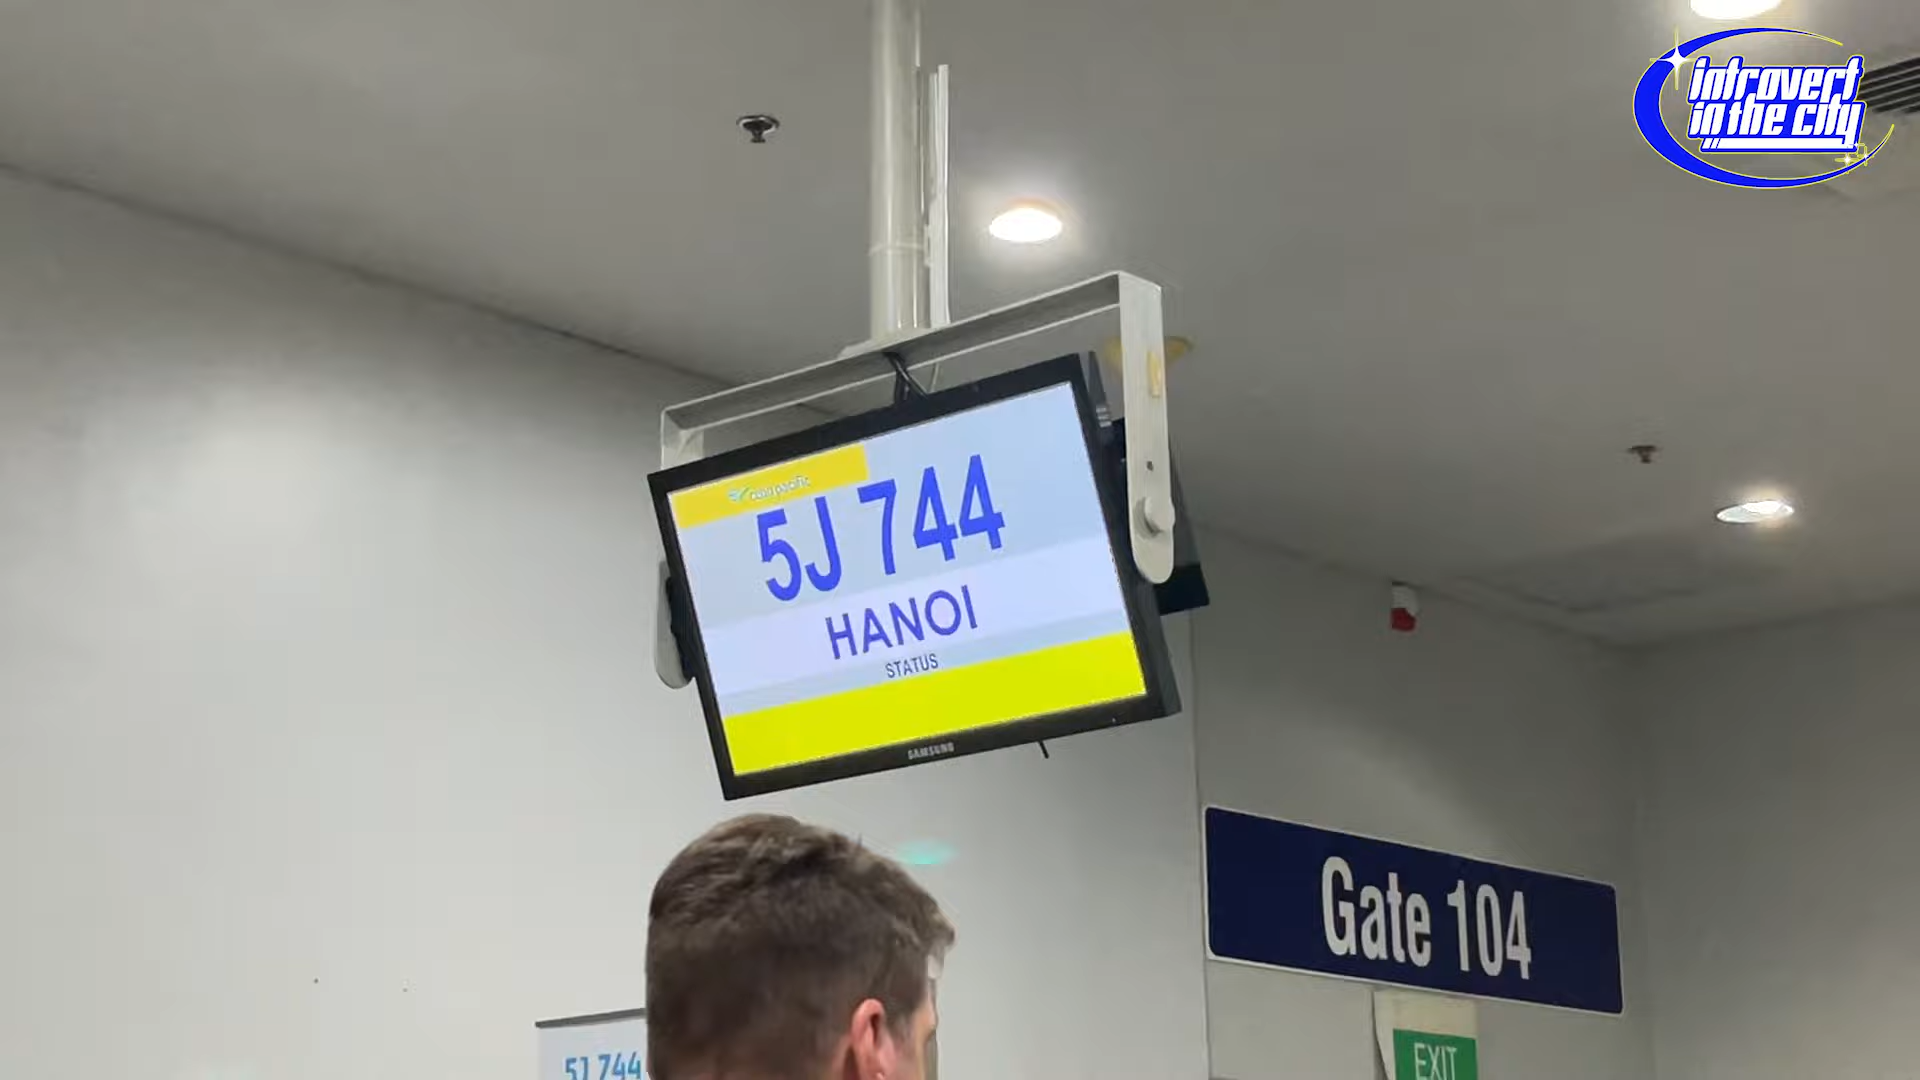 introvert
in the city
cebu pacific
5J 744
HANOI
STATUS
SAMSUNG
Gate 104
5J 744
EXIT